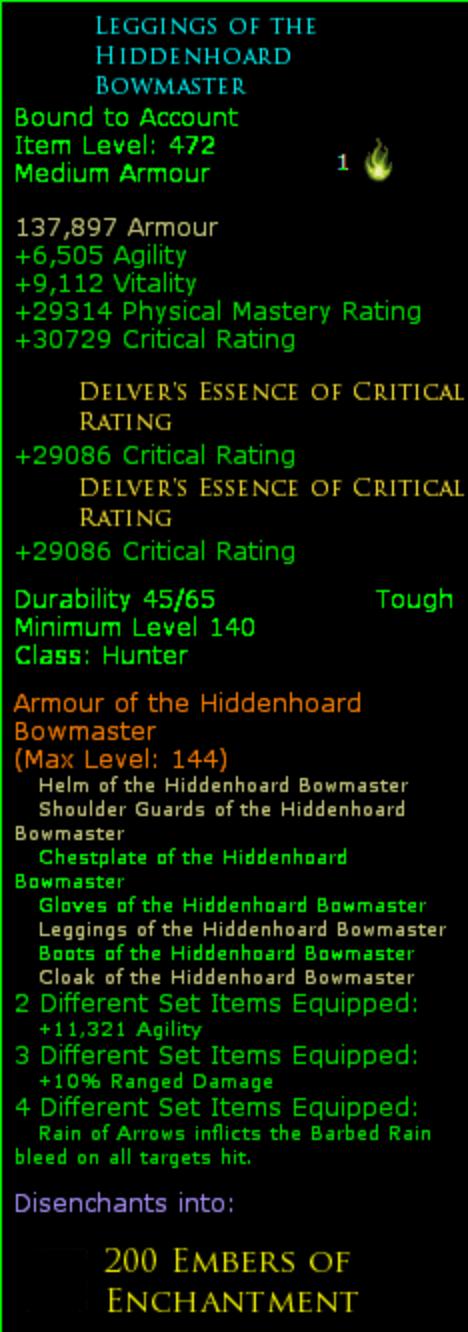 LEGGINGS OF THE
HIDDENHOARD
BOWMASTER
Bound to Account
Item Level: 472
1
Medium Armour
137,897 Armour
+6,505 Agility
+9,112 Vitality
+29314 Physical Mastery Rating
+30729 Critical Rating
DELVER'S ESSENCE OF CRITICAL
RATING
+29086 Critical Rating
DELVER'S ESSENCE OF CRITICAL
RATING
+29086 Critical Rating
Durability 45/65 Tough
Minimum Level 140
Class: Hunter
Armour of the Hiddenhoard
Bowmaster
(Max Level: 144)
Helm of the Hiddenhoard Bowmaster
Shoulder Guards of the Hiddenhoard
Bowmaster
Chestplate of the Hiddenhoard
Bowmaster
Gloves of the Hiddenhoard Bowmaster
Leggings of the Hiddenhoard Bowmaster
Boots of the Hiddenhoard Bowmaster
Cloak of the Hiddenhoard Bowmaster
2 Different Set Items Equipped:
+11,321 Agility
3 Different Set Items Equipped:
+10% Ranged Damage
4 Different Set Items Equipped:
Rain of Arrows inflicts the Barbed Rain
bleed on all targets hit.
Disenchants into:
200 EMBERS OF
ENCHANTMENT